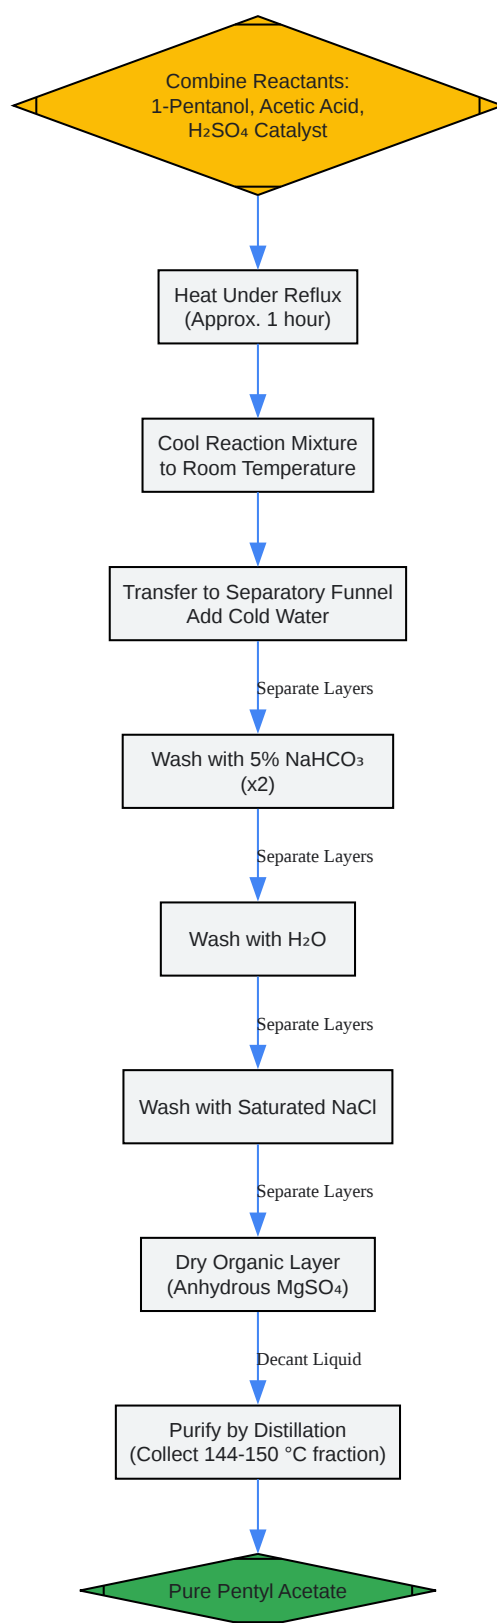 Combine Reactants:
1-Pentanol, Acetic Acid,
H₂SO₄ Catalyst
Heat Under Reflux
(Approx. 1 hour)
Cool Reaction Mixture
to Room Temperature
Transfer to Separatory Funnel
Add Cold Water
Separate Layers
Wash with 5% NaHCO₃
(x2)
Separate Layers
Wash with H₂O
Separate Layers
Wash with Saturated NaCl
Separate Layers
Dry Organic Layer
(Anhydrous MgSO₄)
Decant Liquid
Purify by Distillation
(Collect 144-150 °C fraction)
Pure Pentyl Acetate